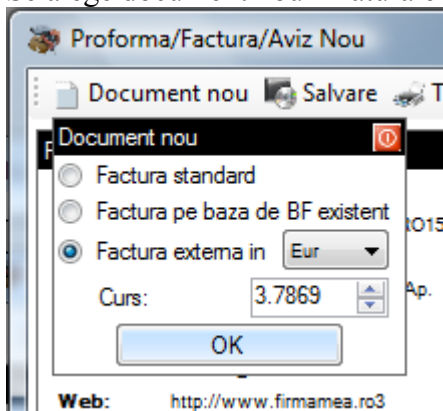 Proforma/Factura/Aviz Nou
Document nou Salvare T
Document nou
Factura standard
Factura pe baza de BF existent
RO15
Factura externa in Eur
Curs: 3.7869
Ap.
OK
Web: http://www.firmamea.ro3